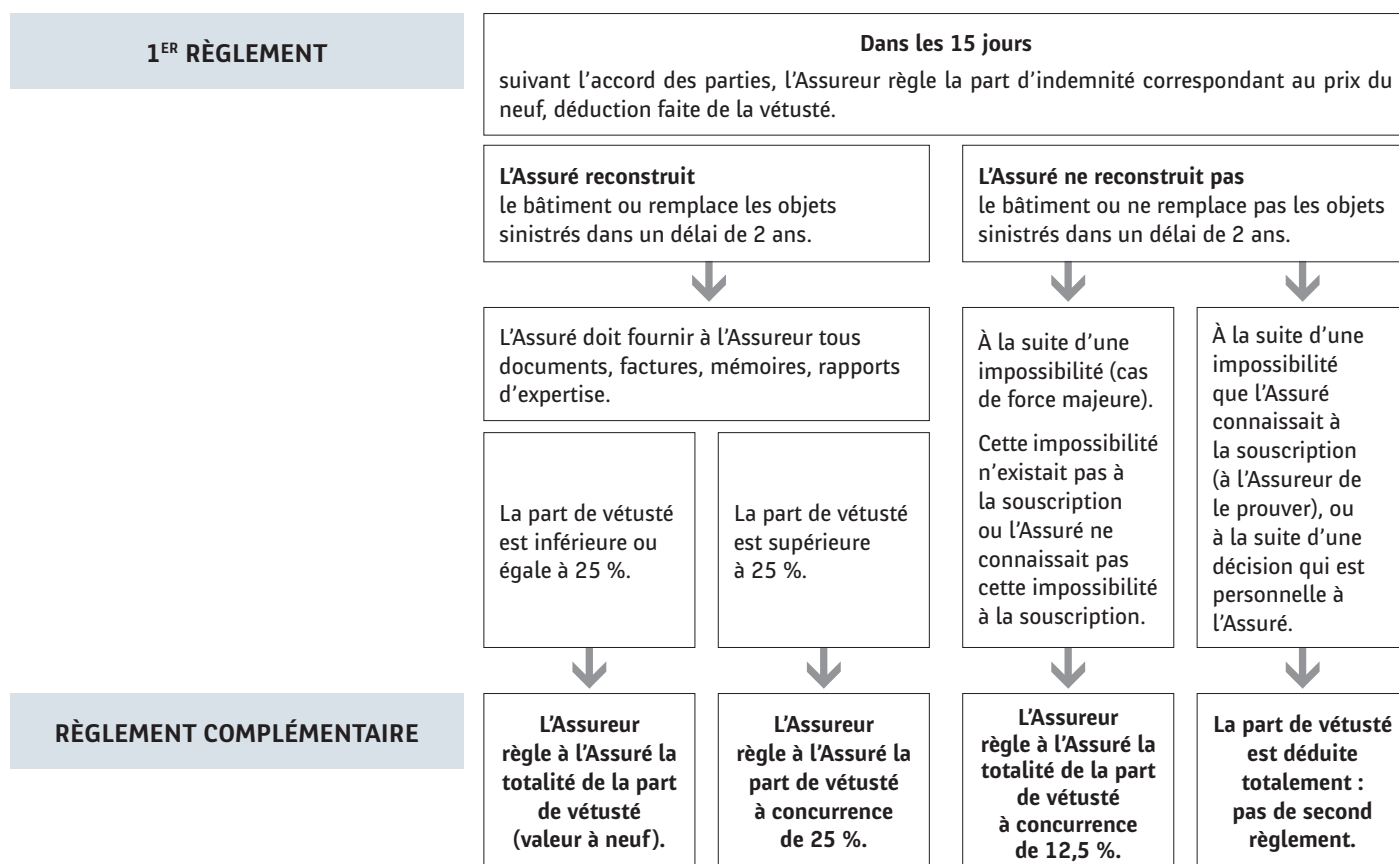 1ER RÈGLEMENT
Dans les 15 jours
suivant l'accord des parties, l'Assureur règle la part d'indemnité correspondant au prix du
neuf, déduction faite de la vétusté.
L'Assuré reconstruit
le bâtiment ou remplace les objets
sinistrés dans un délai de 2 ans.
L'Assuré ne reconstruit pas
le bâtiment ou ne remplace pas les objets
sinistrés dans un délai de 2 ans.
L'Assuré doit fournir à l'Assureur tous
documents, factures, mémoires, rapports
d'expertise.
La part de vétusté
est inférieure ou
égale à 25 %.
La part de vétusté
est supérieure
à 25 %.
À la suite d'une
impossibilité (cas
de force majeure).
Cette impossibilité
n'existait pas à
la souscription
ou l'Assuré ne
connaissait pas
cette impossibilité
à la souscription.
À la suite d'une
impossibilité
que l'Assuré
connaissait à
la souscription
(à l'Assureur de
le prouver), ou
à la suite d'une
décision qui est
personnelle à
l'Assuré.
RÈGLEMENT COMPLÉMENTAIRE
L'Assureur
règle à l'Assuré la
totalité de la part
de vétusté
(valeur à neuf).
L'Assureur
règle à l'Assuré la
part de vétusté
à concurrence
de 25 %.
L'Assureur
règle à l'Assuré la
totalité de la part
de vétusté
à concurrence
de 12,5 %.
La part de vétusté
est déduite
totalement :
pas de second
règlement.